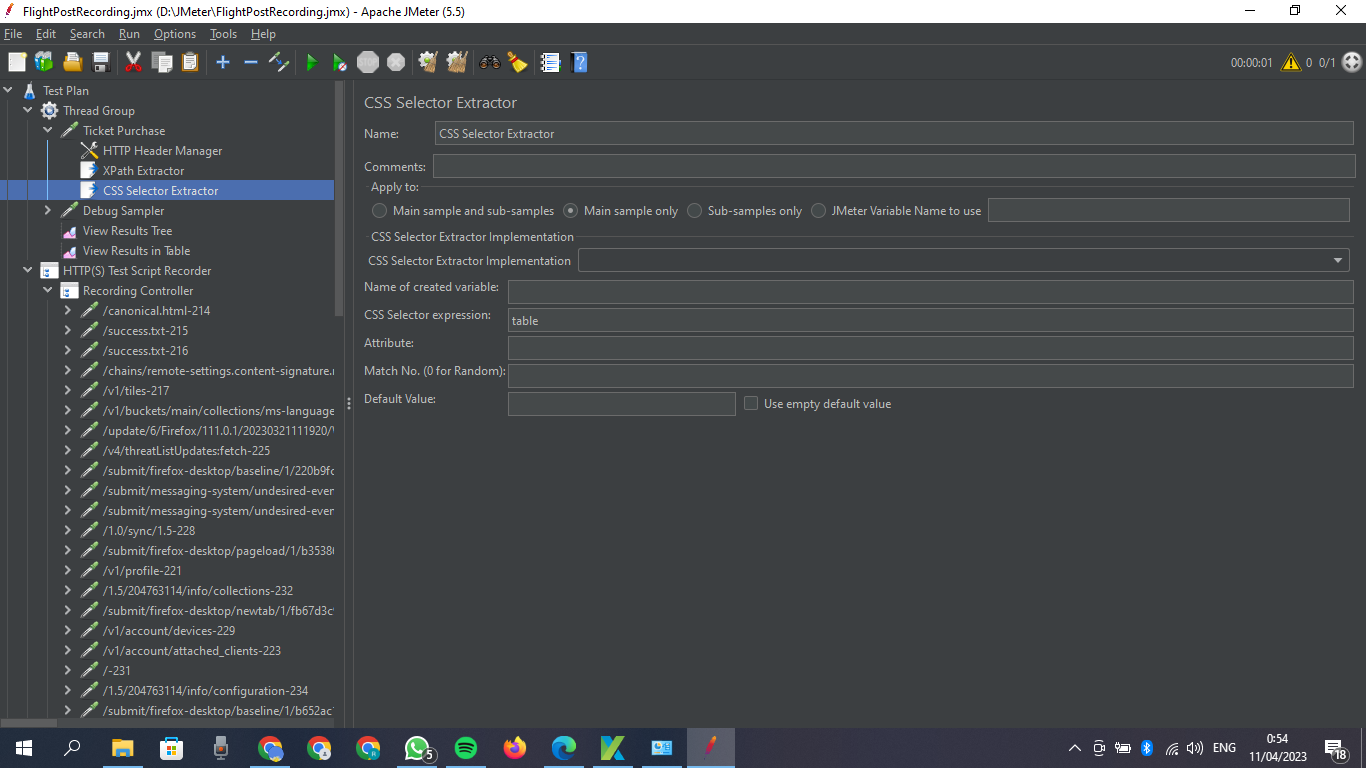 FlightPostRecording.jmx (D:\JMeter\FlightPostRecording.jmx) - Apache JMeter (5.5)
File Edit Search Run Options Tools Help
STOP 00:00:01 0 0/1
Test Plan
Thread Group
Ticket Purchase
HTTP Header Manager
XPath Extractor
CSS Selector Extractor
Debug Sampler
View Results Tree
View Results in Table
HTTP(S) Test Script Recorder
Recording Controller
/canonical.html-214
/success.txt-215
/success.txt-216
/chains/remote-settings.content-signature.
/v1/tiles-217
/v1/buckets/main/collections/ms-language
/update/6/Firefox/111.0.1/20230321111920/
/v4/threatListUpdates:fetch-225
/submit/firefox-desktop/baseline/1/220b9fc
/submit/messaging-system/undesired-even
/submit/messaging-system/undesired-even
/1.0/sync/1.5-228
/submit/firefox-desktop/pageload/1/b3538
/v1/profile-221
/1.5/204763114/info/collections-232
/submit/firefox-desktop/newtab/1/fb67d3c
/v1/account/devices-229
/v1/account/attached_clients-223
/-231
/1.5/204763114/info/configuration-234
/submit/firefox-desktop/baseline/1/b652ac
CSS Selector Extractor
Name: CSS Selector Extractor
Comments:
Apply to:
Main sample and sub-samples Main sample only Sub-samples only JMeter Variable Name to use
CSS Selector Extractor Implementation
CSS Selector Extractor Implementation
Name of created variable:
CSS Selector expression: table
Attribute:
Match No. (0 for Random):
Default Value: Use empty default value
5
ENG
0:54
11/04/2023
18